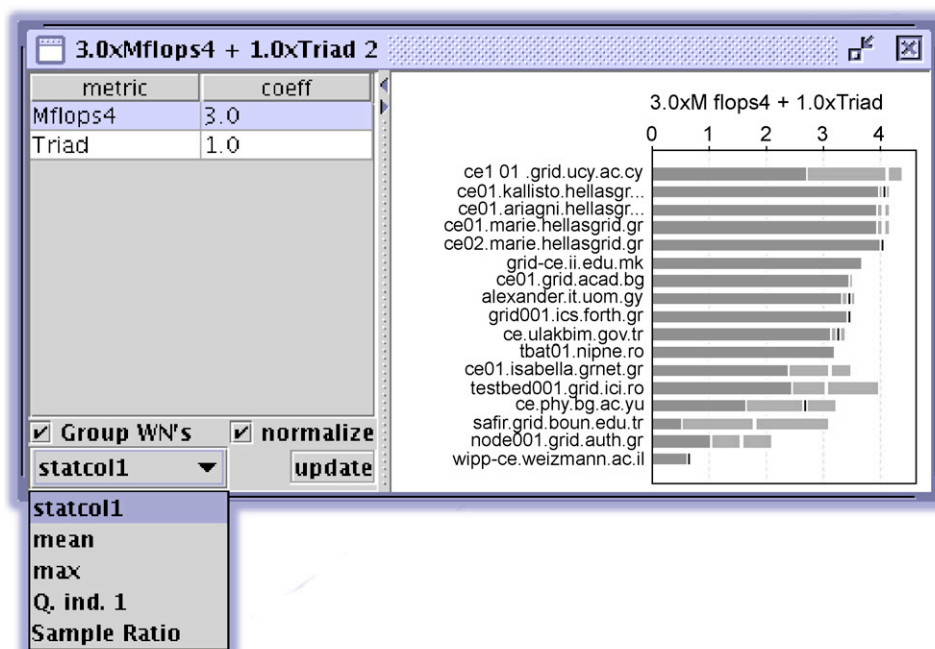 3.0xMflops4 + 1.0xTriad 2
metric coeff
Mflops4 3.0
Triad 1.0
Group WN's normalize
statcol1 update
statcol1
mean
max
Q. ind. 1
Sample Ratio
3.0xM flops4 + 1.0xTriad
0 1 2 3 4
ce1 01 .grid.ucy.ac.cy
ce01.kallisto.hellasgr...
ce01.ariagni.hellasgr...
ce01.marie.hellasgrid.gr
ce02.marie.hellasgrid.gr
grid-ce.ii.edu.mk
ce01.grid.acad.bg
alexander.it.uom.gy
grid001.ics.forth.gr
ce.ulakbim.gov.tr
tbat01.nipne.ro
ce01.isabella.grnet.gr
testbed001.grid.ici.ro
ce.phy.bg.ac.yu
safir.grid.boun.edu.tr
node001.grid.auth.gr
wipp-ce.weizmann.ac.il